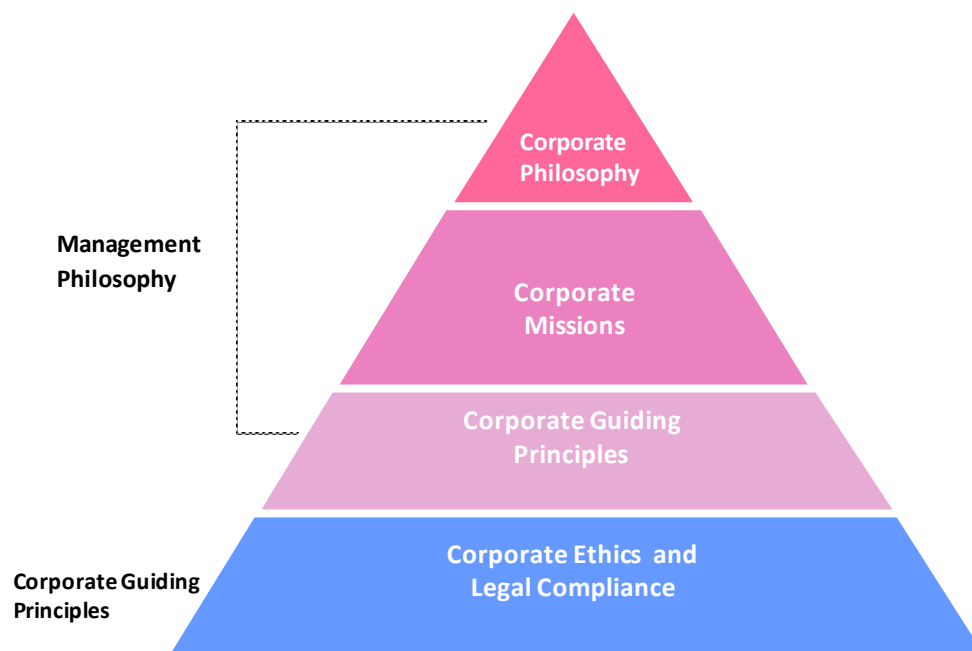 Corporate
Philosophy
Management
Philosophy
Corporate
Missions
Corporate Guiding
Principles
Corporate Ethics and
Legal Compliance
Corporate Guiding
Principles